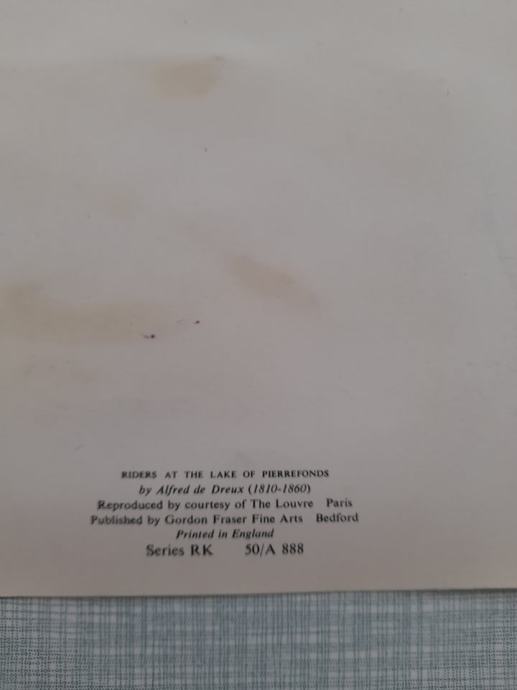 RIDERS AT THE LAKE OF PIERREFONDS
by Alfred de Dreux (1810-1860)
Reproduced by courtesy of The Louvre Paris
Published by Gordon Fraser Fine Arts Bedford
Printed in England
Series RK 50/A 888